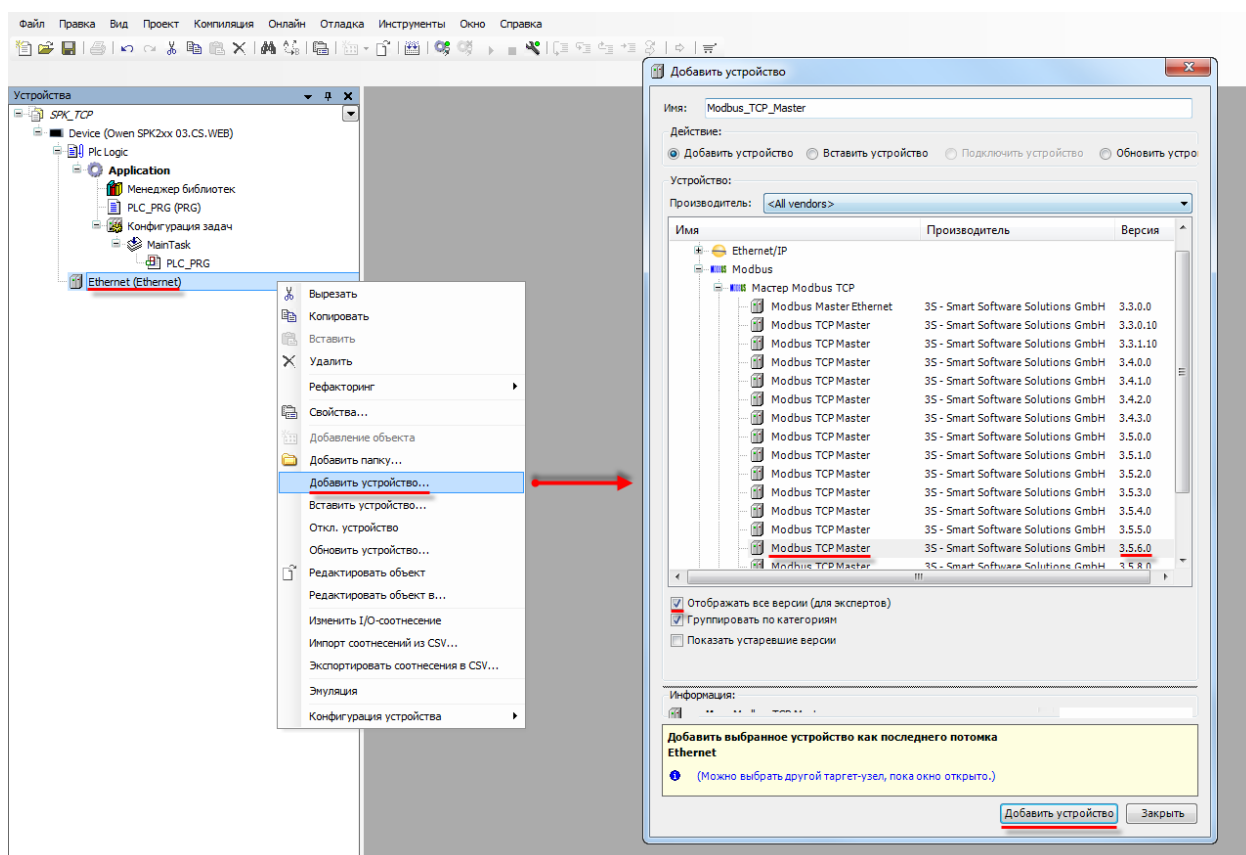 Файл Правка Вид Проект Компиляция Онлайн Отладка Инструменты Окно Справка
Устройства
SPK_TCP
Device (Owen SPK2xx 03.CS.WEB)
Plc Logic
Application
Менеджер библиотек
PLC_PRG (PRG)
Конфигурация задач
MainTask
PLC_PRG
Ethernet (Ethernet)
Вырезать
Копировать
Вставить
Удалить
Рефакторинг
Свойства...
Добавление объекта
Добавить папку...
Добавить устройство...
Вставить устройство...
Откл. устройство
Обновить устройство...
Редактировать объект
Редактировать объект в...
Изменить I/O-соотнесение
Импорт соотнесений из CSV...
Экспортировать соотнесения в CSV...
Эмуляция
Конфигурация устройства
Добавить устройство
Имя: Modbus_TCP_Master
Действие:
Добавить устройство Вставить устройство Подключить устройство Обновить устро
Устройство:
Производитель: <All vendors>
Имя Производитель Версия
Ethernet/IP
Modbus
Мастер Modbus TCP
Modbus Master Ethernet 3S - Smart Software Solutions GmbH 3.3.0.0
Modbus TCP Master 3S - Smart Software Solutions GmbH 3.3.0.10
Modbus TCP Master 3S - Smart Software Solutions GmbH 3.3.1.10
Modbus TCP Master 3S - Smart Software Solutions GmbH 3.4.0.0
Modbus TCP Master 3S - Smart Software Solutions GmbH 3.4.1.0
Modbus TCP Master 3S - Smart Software Solutions GmbH 3.4.2.0
Modbus TCP Master 3S - Smart Software Solutions GmbH 3.4.3.0
Modbus TCP Master 3S - Smart Software Solutions GmbH 3.5.0.0
Modbus TCP Master 3S - Smart Software Solutions GmbH 3.5.1.0
Modbus TCP Master 3S - Smart Software Solutions GmbH 3.5.2.0
Modbus TCP Master 3S - Smart Software Solutions GmbH 3.5.3.0
Modbus TCP Master 3S - Smart Software Solutions GmbH 3.5.4.0
Modbus TCP Master 3S - Smart Software Solutions GmbH 3.5.5.0
Modbus TCP Master 3S - Smart Software Solutions GmbH 3.5.6.0
Modbus TCP Master 3S - Smart Software Solutions GmbH 3.5.8.0
Отображать все версии (для экспертов)
Группировать по категориям
Показать устаревшие версии
Информация:
Добавить выбранное устройство как последнего потомка
Ethernet
(Можно выбрать другой таргет-узел, пока окно открыто.)
Добавить устройство Закрыть